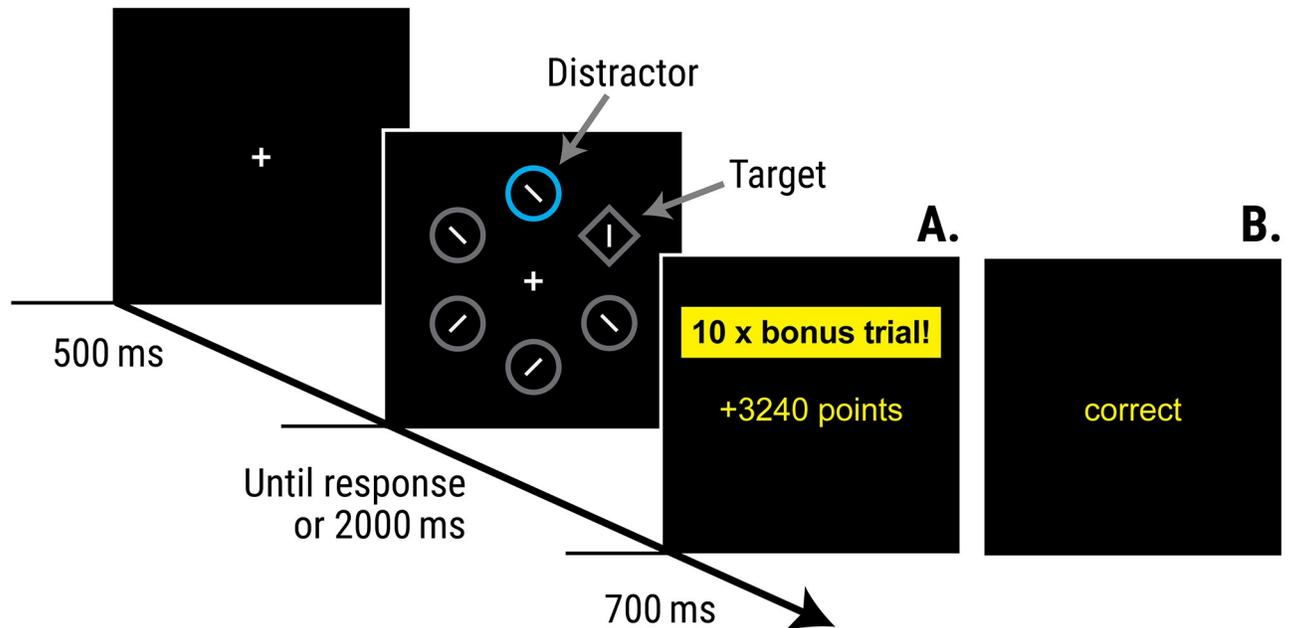 Distractor
Target
A.
B.
+
+
10 x bonus trial!
+3240 points
correct
500 ms
Until response
or 2000 ms
700 ms